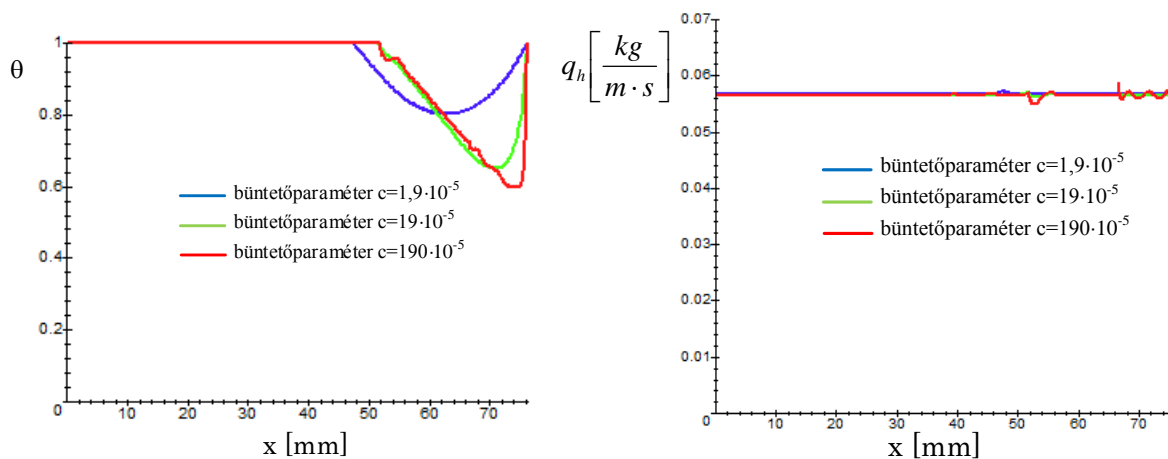 θ
1
0.8
0.6
0.4
0.2
0 10 20 30 40 50 60 70
x [mm]
büntetőparaméter c=1,9·10⁻⁵
büntetőparaméter c=19·10⁻⁵
büntetőparaméter c=190·10⁻⁵
q_h [kg / m · s]
0.07
0.06
0.05
0.04
0.03
0.02
0.01
0 10 20 30 40 50 60 70
x [mm]
büntetőparaméter c=1,9·10⁻⁵
büntetőparaméter c=19·10⁻⁵
büntetőparaméter c=190·10⁻⁵